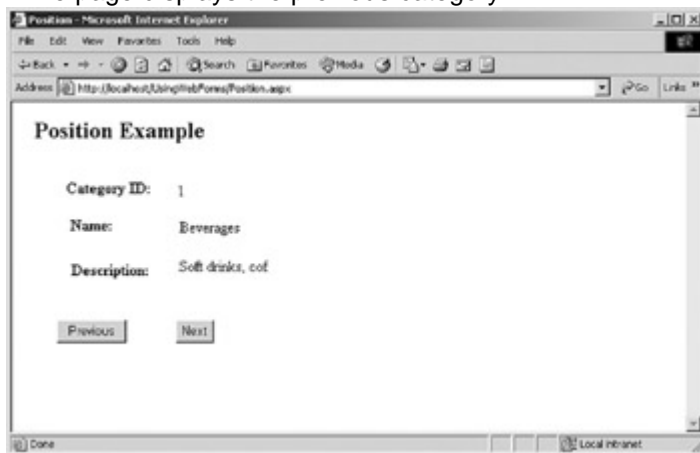 The page displays the previous category
Position - Microsoft Internet Explorer
File Edit View Favorites Tools Help
Back Search Favorites Media
Address http://localhost/UsingWebForms/Position.aspx Go Links »
Position Example
Category ID: 1
Name: Beverages
Description: Soft drinks, cof
Previous Next
Done Local intranet